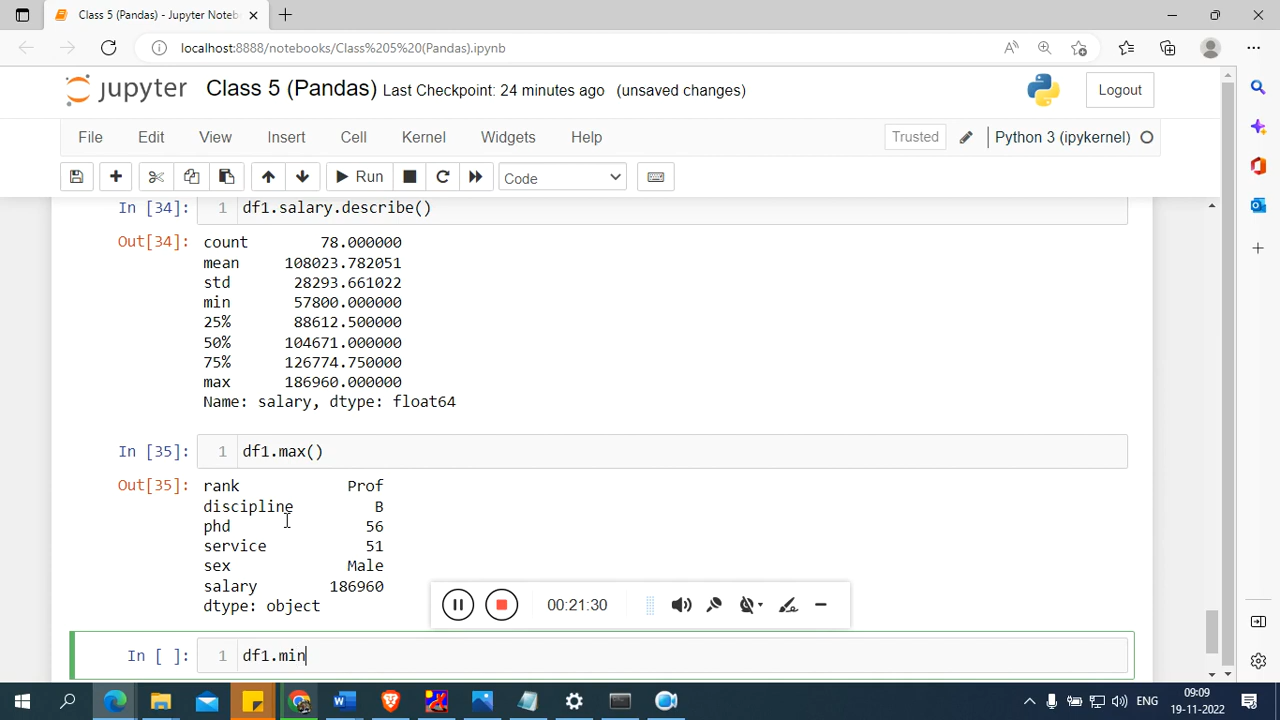 Class 5 (Pandas) - Jupyter Noteb
localhost:8888/notebooks/Class%205%20(Pandas).ipynb
jupyter Class 5 (Pandas) Last Checkpoint: 24 minutes ago (unsaved changes) Logout
File Edit View Insert Cell Kernel Widgets Help Trusted Python 3 (ipykernel)
Run Code
In [34]: 1 df1.salary.describe()
Out[34]: count 78.000000
mean 108023.782051
std 28293.661022
min 57800.000000
25% 88612.500000
50% 104671.000000
75% 126774.750000
max 186960.000000
Name: salary, dtype: float64
In [35]: 1 df1.max()
Out[35]: rank Prof
discipline B
phd 56
service 51
sex Male
salary 186960
dtype: object
00:21:30
In [ ]: 1 df1.min
ENG 09:09
19-11-2022